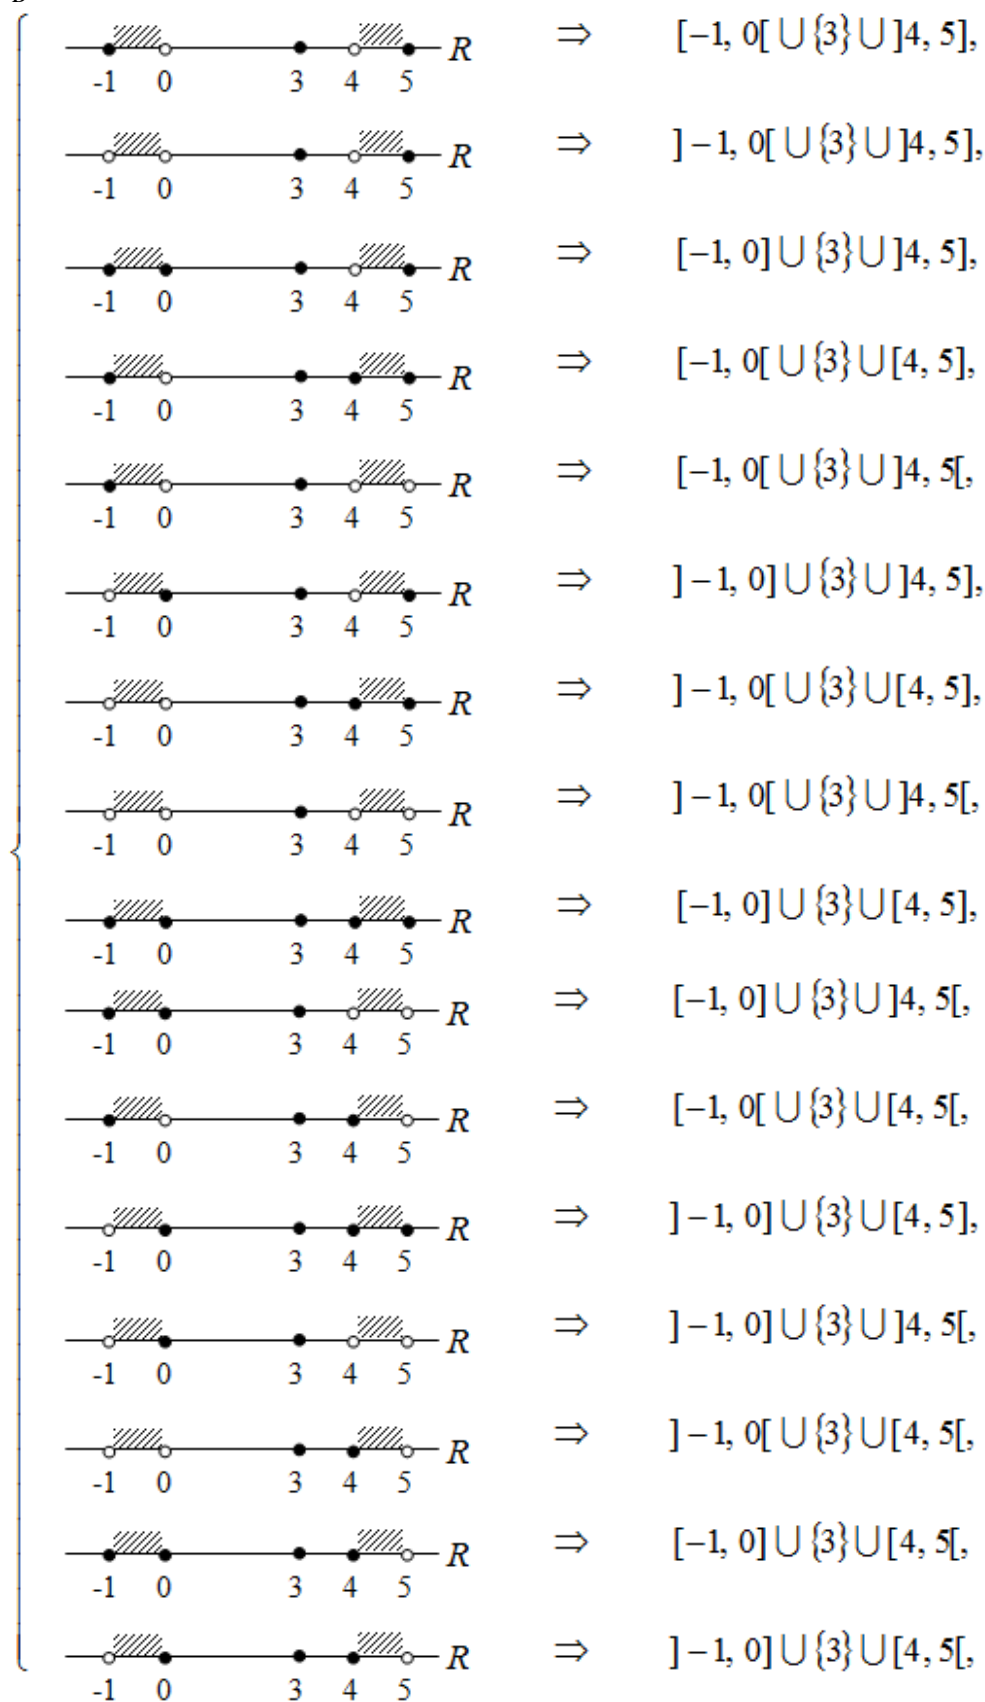 B
R ⇒ [−1, 0[ ∪ {3} ∪ ]4, 5],
-1 0 3 4 5
R ⇒ ]−1, 0[ ∪ {3} ∪ ]4, 5],
-1 0 3 4 5
R ⇒ [−1, 0] ∪ {3} ∪ ]4, 5],
-1 0 3 4 5
R ⇒ [−1, 0[ ∪ {3} ∪ [4, 5],
-1 0 3 4 5
R ⇒ [−1, 0[ ∪ {3} ∪ ]4, 5[,
-1 0 3 4 5
R ⇒ ]−1, 0] ∪ {3} ∪ ]4, 5],
-1 0 3 4 5
R ⇒ ]−1, 0[ ∪ {3} ∪ [4, 5],
-1 0 3 4 5
R ⇒ ]−1, 0[ ∪ {3} ∪ ]4, 5[,
-1 0 3 4 5
R ⇒ [−1, 0] ∪ {3} ∪ [4, 5],
-1 0 3 4 5
R ⇒ [−1, 0] ∪ {3} ∪ ]4, 5[,
-1 0 3 4 5
R ⇒ [−1, 0[ ∪ {3} ∪ [4, 5[,
-1 0 3 4 5
R ⇒ ]−1, 0] ∪ {3} ∪ [4, 5],
-1 0 3 4 5
R ⇒ ]−1, 0] ∪ {3} ∪ ]4, 5[,
-1 0 3 4 5
R ⇒ ]−1, 0[ ∪ {3} ∪ [4, 5[,
-1 0 3 4 5
R ⇒ [−1, 0] ∪ {3} ∪ [4, 5[,
-1 0 3 4 5
R ⇒ ]−1, 0] ∪ {3} ∪ [4, 5[,
-1 0 3 4 5